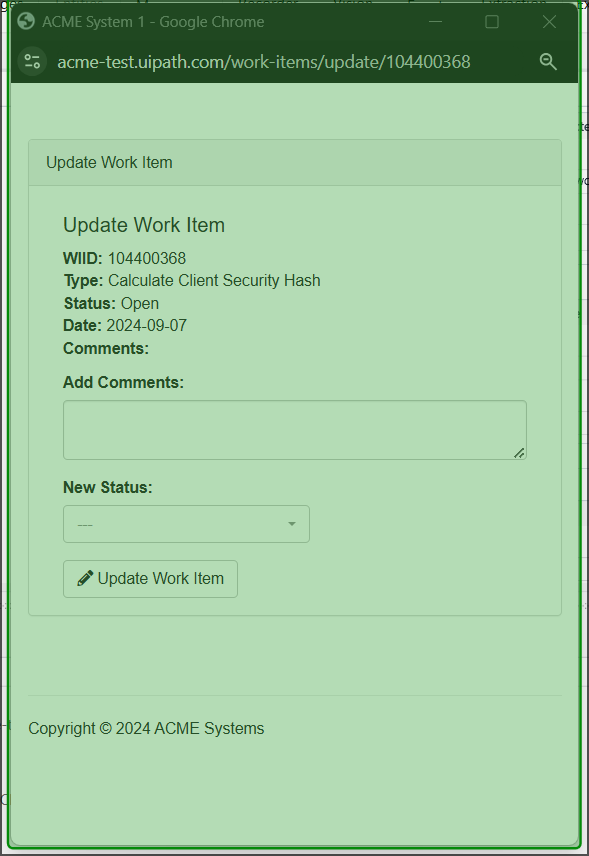 ACME System 1 - Google Chrome
acme-test.uipath.com/work-items/update/104400368
Update Work Item
Update Work Item
WIID: 104400368
Type: Calculate Client Security Hash
Status: Open
Date: 2024-09-07
Comments:
Add Comments:
New Status:
---
Update Work Item
Copyright © 2024 ACME Systems